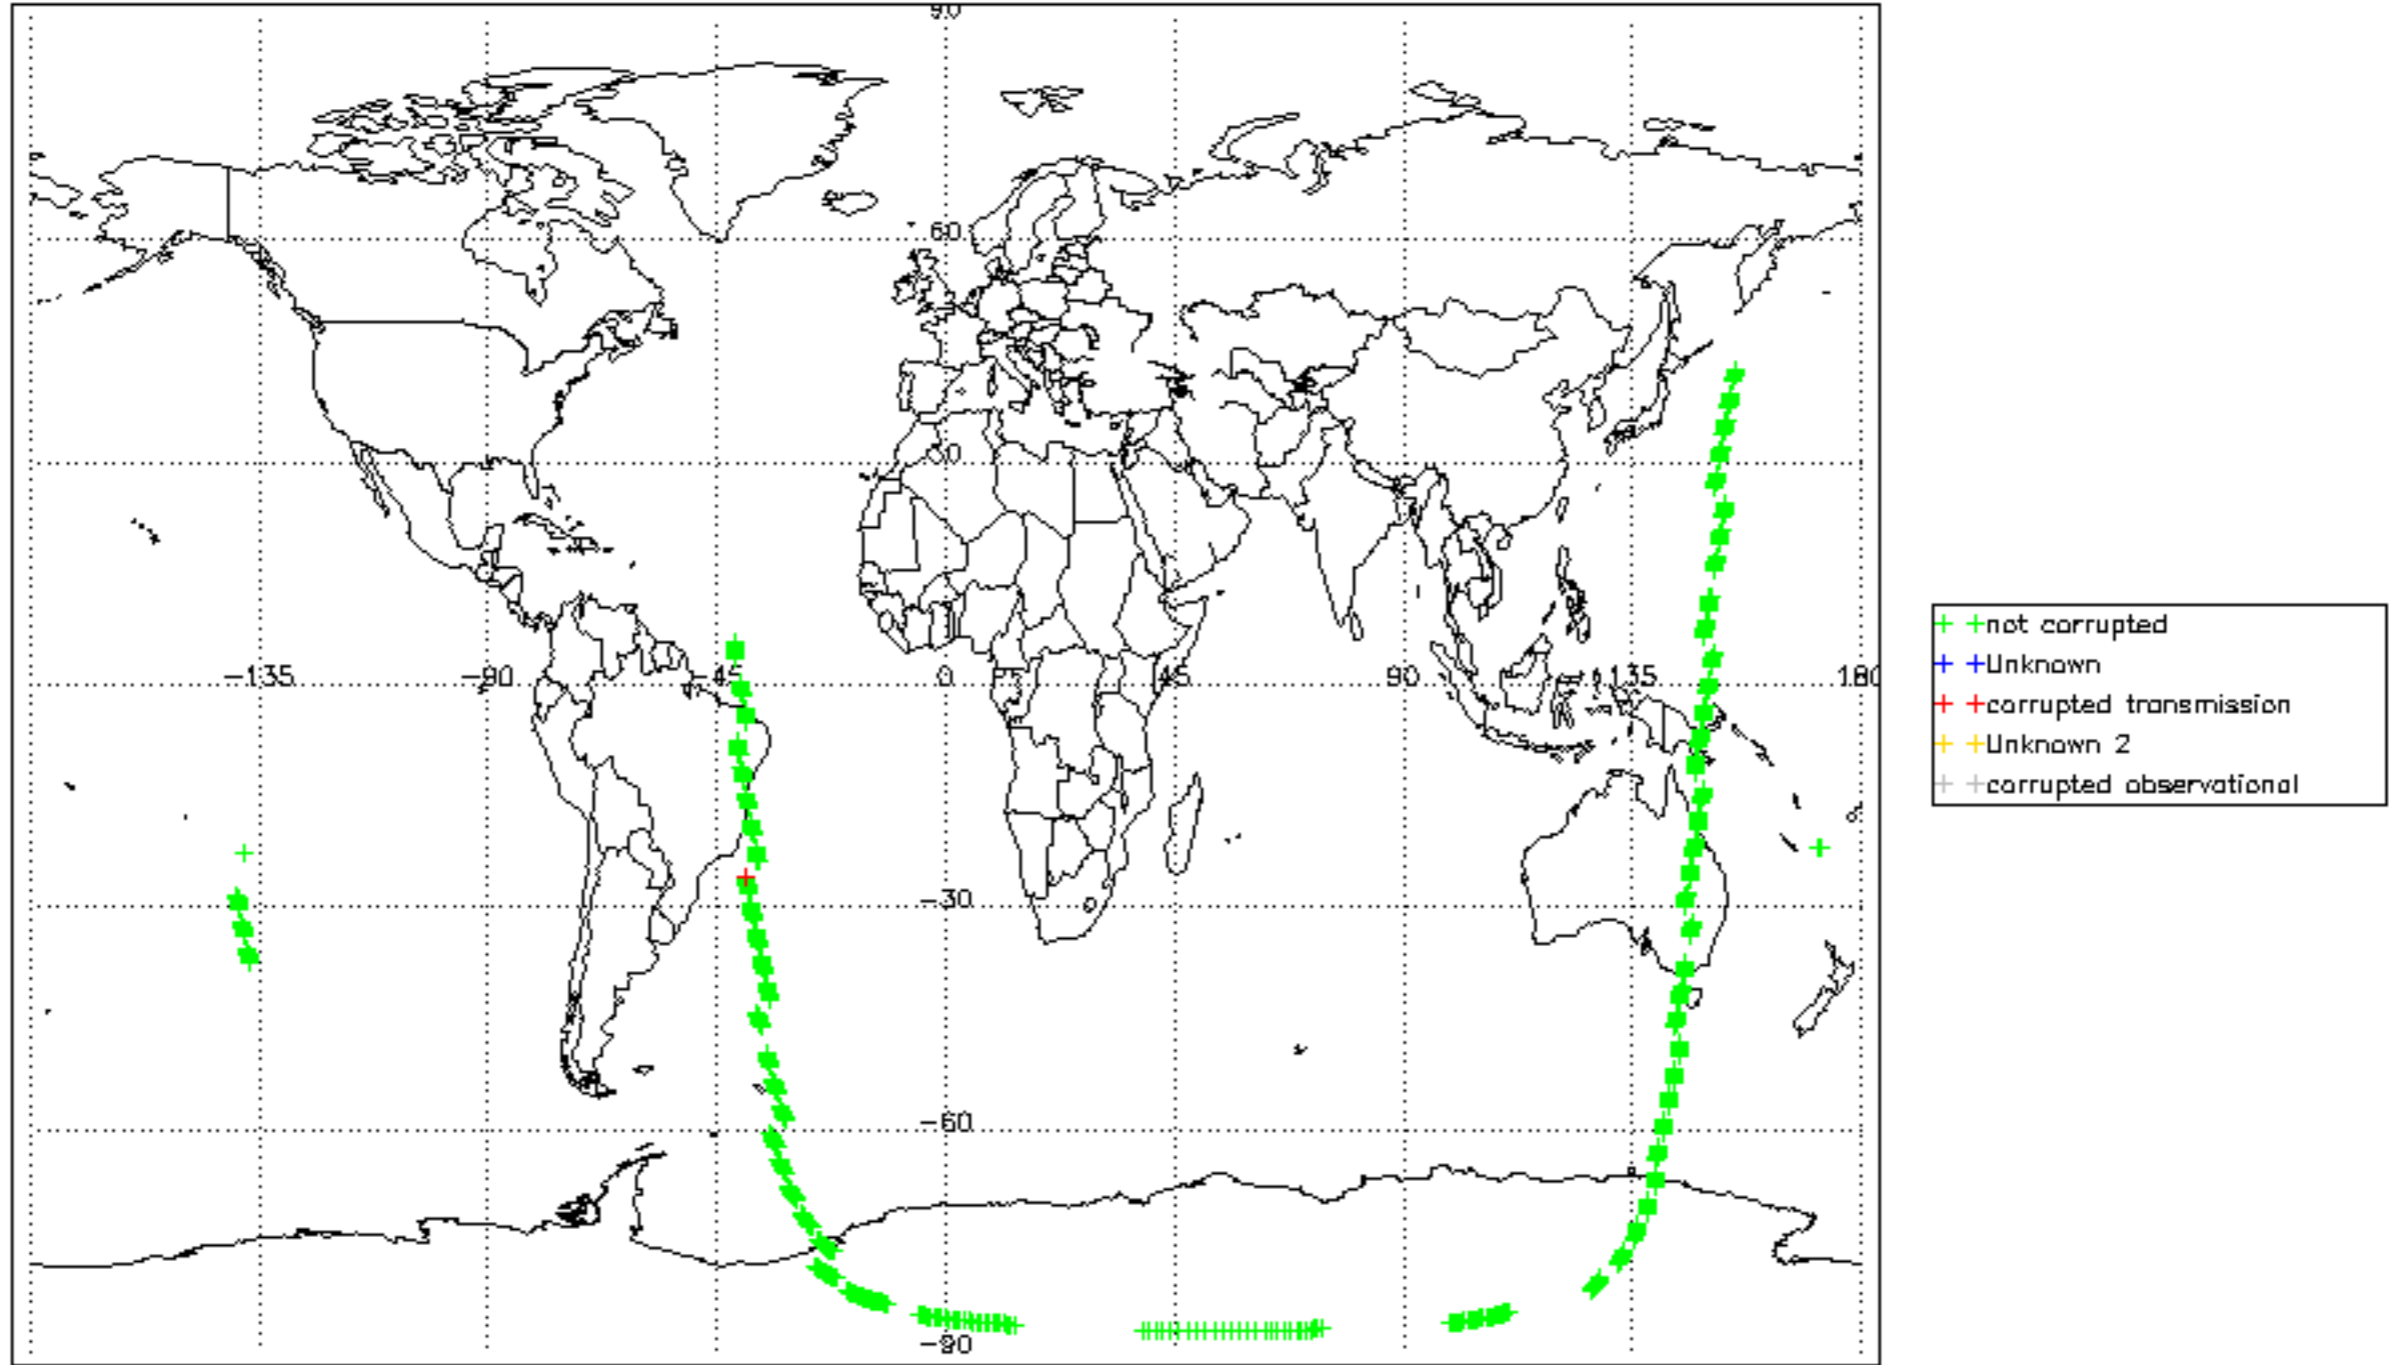 90
60
30
-135
-90
-45
0
45
90
135
180
-30
-60
-90
not corrupted
Unknown
corrupted transmission
Unknown 2
corrupted observational